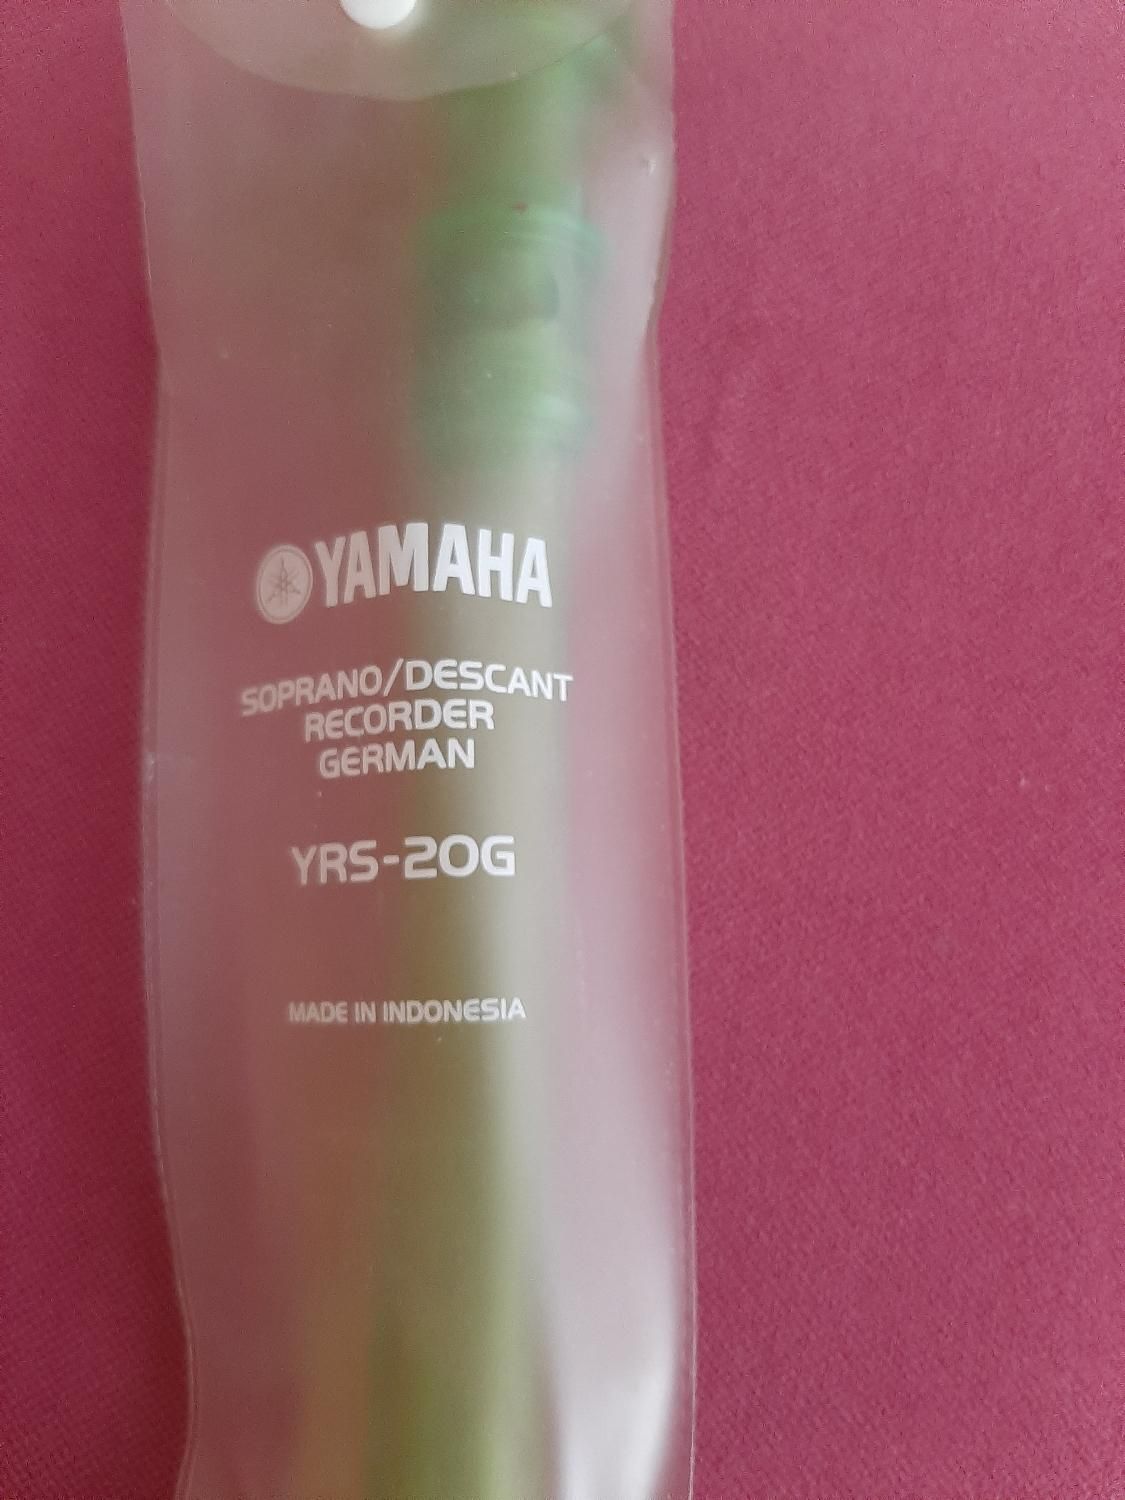 YAMAHA
SOPRANO/DESCANT
RECORDER
GERMAN
YRS-20G
MADE IN INDONESIA